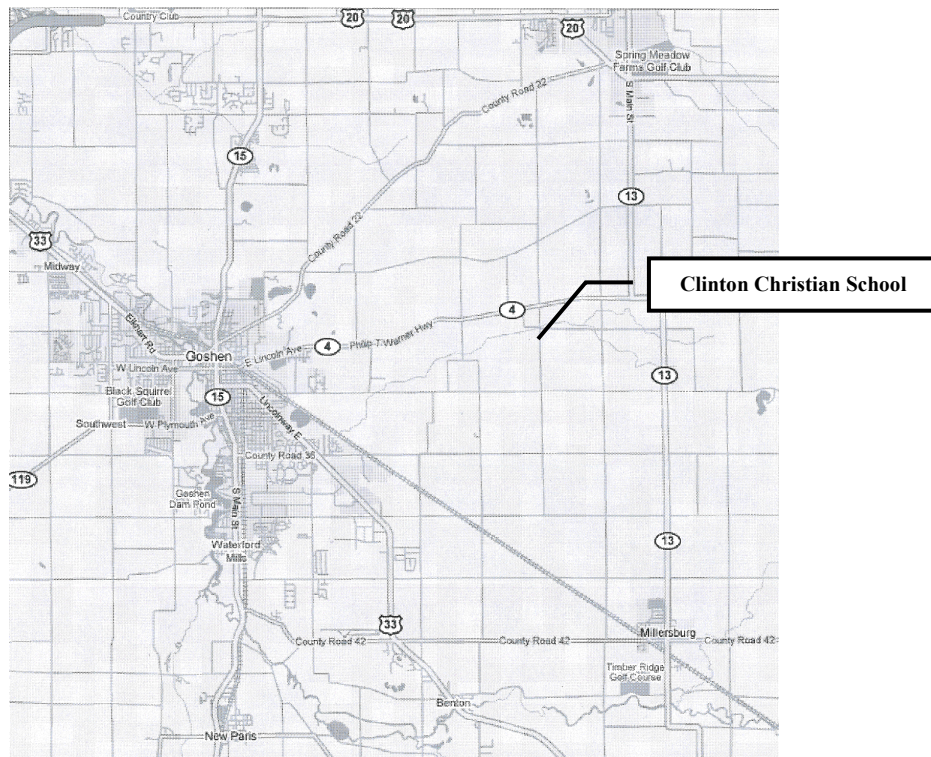 Country Club
20
20
20
Spring Meadow
Farms Golf Club
County Road 22
S Main St
15
13
33
County Road 22
Midway
Clinton Christian School
Elkhart Rd
4
Goshen
E Lincoln Ave
4
Philip T Warner Hwy
W Lincoln Ave
13
Black Squirrel
Golf Club
15
Lincolnway E
Southwest
W Plymouth Ave
County Road 36
119
Goshen
Dam Pond
S Main St
13
Waterford
Mills
33
County Road 42
County Road 42
Millersburg
County Road 42
Timber Ridge
Golf Course
Benton
New Paris